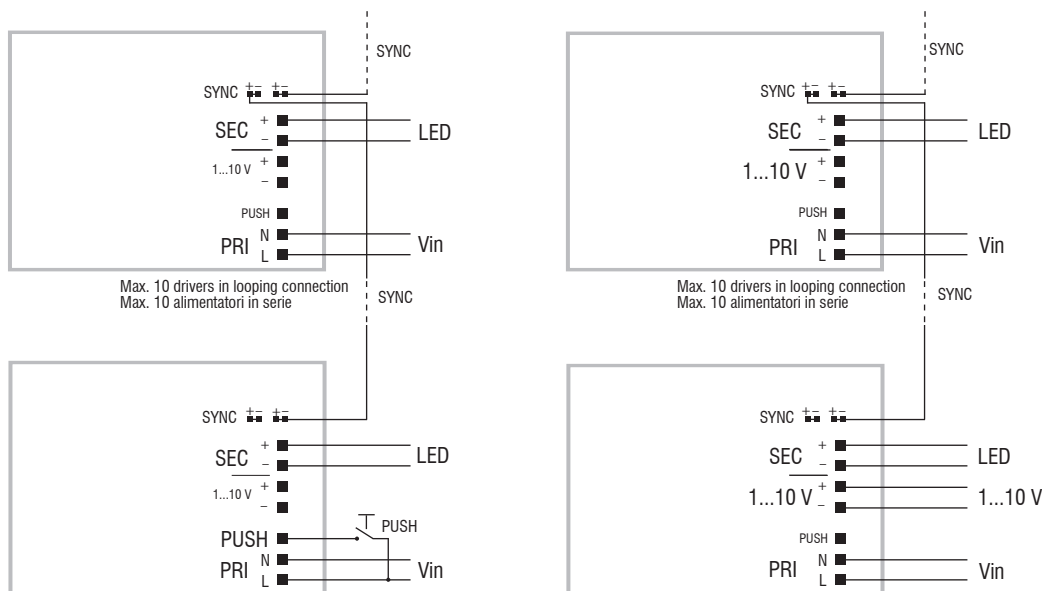 SYNC
SYNC +− +−
SEC + LED
−
1...10 V +
−
PUSH
PRI N Vin
L
Max. 10 drivers in looping connection
Max. 10 alimentatori in serie
SYNC
SYNC +− +−
SEC + LED
−
1...10 V +
−
PUSH PUSH
PRI N Vin
L
SYNC
SYNC +− +−
SEC + LED
−
1...10 V +
−
PUSH
PRI N Vin
L
Max. 10 drivers in looping connection
Max. 10 alimentatori in serie
SYNC
SYNC +− +−
SEC + LED
−
1...10 V + 1...10 V
−
PUSH
PRI N Vin
L